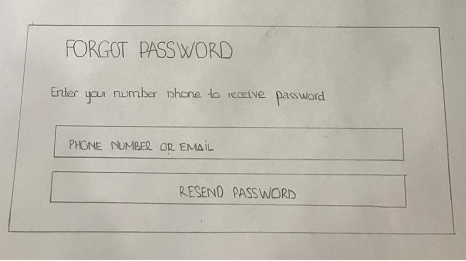 FORGOT PASSWORD
Enter your number phone to receive password
PHONE NUMBER OR EMAIL
RESEND PASSWORD